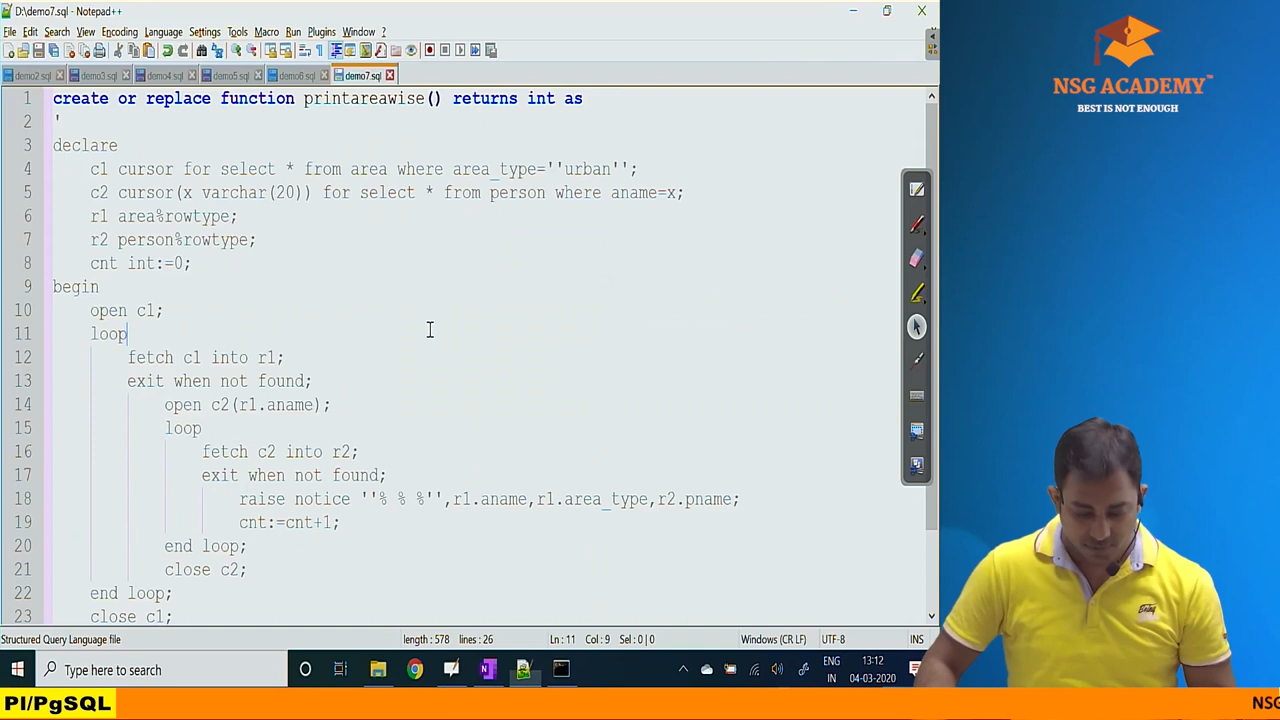 D:\demo7.sql - Notepad++
File Edit Search View Encoding Language Settings Tools Macro Run Plugins Window ?
demo2.sql demo3.sql demo4.sql demo5.sql demo6.sql demo7.sql
1 create or replace function printareawise() returns int as
2 '
3 declare
4 c1 cursor for select * from area where area_type=''urban'';
5 c2 cursor(x varchar(20)) for select * from person where aname=x;
6 r1 area%rowtype;
7 r2 person%rowtype;
8 cnt int:=0;
9 begin
10 open c1;
11 loop
12 fetch c1 into r1;
13 exit when not found;
14 open c2(r1.aname);
15 loop
16 fetch c2 into r2;
17 exit when not found;
18 raise notice ''% % %'',r1.aname,r1.area_type,r2.pname;
19 cnt:=cnt+1;
20 end loop;
21 close c2;
22 end loop;
23 close c1;
Structured Query Language file length : 578 lines : 26 Ln : 11 Col : 9 Sel : 0 | 0 Windows (CR LF) UTF-8 INS
Type here to search
ENG
IN
13:12
04-03-2020
NSG ACADEMY™
BEST IS NOT ENOUGH
Being
Pl/PgSQL
NSG